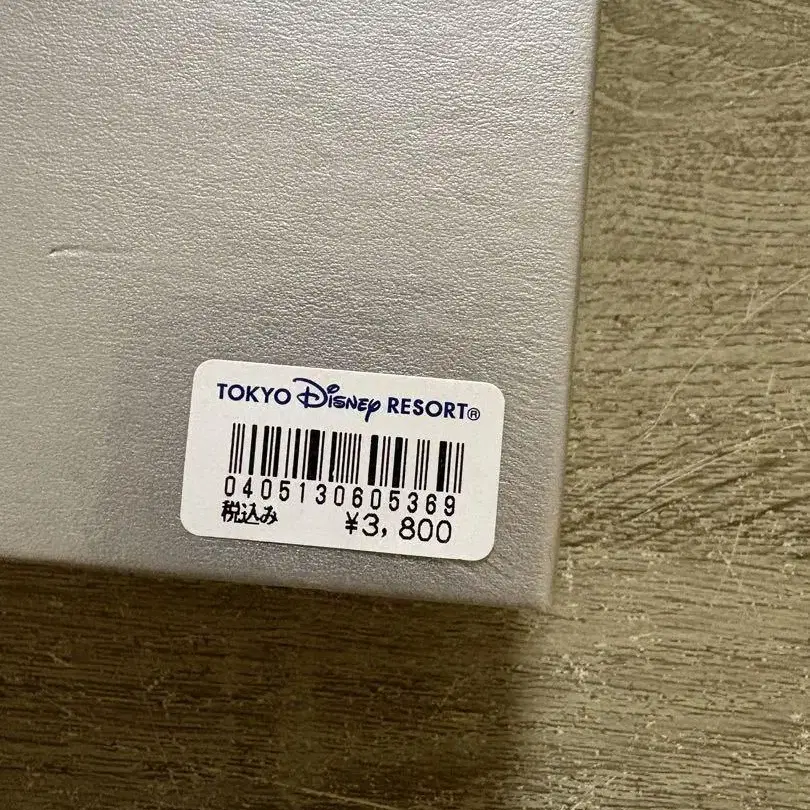 TOKYO Disney RESORT®
0405130605369
税込み ¥3,800